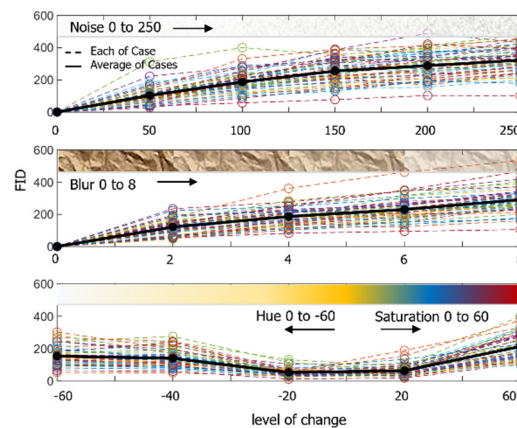 600
Noise 0 to 250
400
Each of Case
Average of Cases
200
0
0 50 100 150 200 250
600
400
Blur 0 to 8
FID
200
0
0 2 4 6
600
400
Hue 0 to -60 Saturation 0 to 60
200
0
-60 -40 -20 20 60
level of change